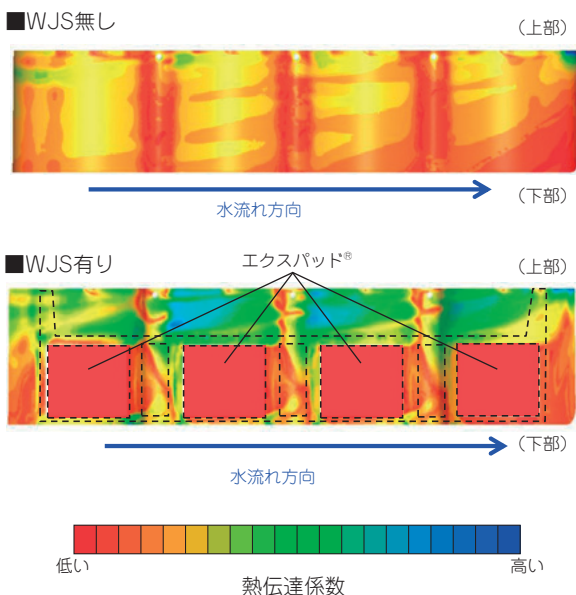 ■WJS無し
（上部）
水流れ方向
（下部）
■WJS有り
エクスパッド®
（上部）
（下部）
水流れ方向
低い
高い
熱伝達係数